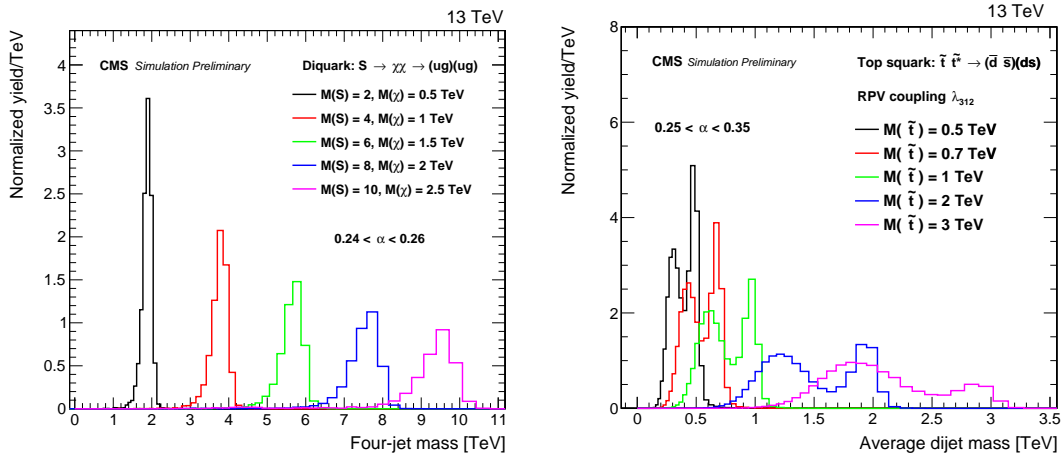 13 TeV
Normalized yield/TeV
CMS Simulation Preliminary
Diquark: S → χχ → (ug)(ug)
M(S) = 2, M(χ) = 0.5 TeV
M(S) = 4, M(χ) = 1 TeV
M(S) = 6, M(χ) = 1.5 TeV
M(S) = 8, M(χ) = 2 TeV
M(S) = 10, M(χ) = 2.5 TeV
0.24 < α < 0.26
4
3.5
3
2.5
2
1.5
1
0.5
0
0 1 2 3 4 5 6 7 8 9 10 11
Four-jet mass [TeV]
13 TeV
Normalized yield/TeV
CMS Simulation Preliminary
Top squark: t̃ t̃* → (d̅ s̅)(ds)
RPV coupling λ₃₁₂
0.25 < α < 0.35
M( t̃ ) = 0.5 TeV
M( t̃ ) = 0.7 TeV
M( t̃ ) = 1 TeV
M( t̃ ) = 2 TeV
M( t̃ ) = 3 TeV
8
6
4
2
0
0 0.5 1 1.5 2 2.5 3 3.5
Average dijet mass [TeV]